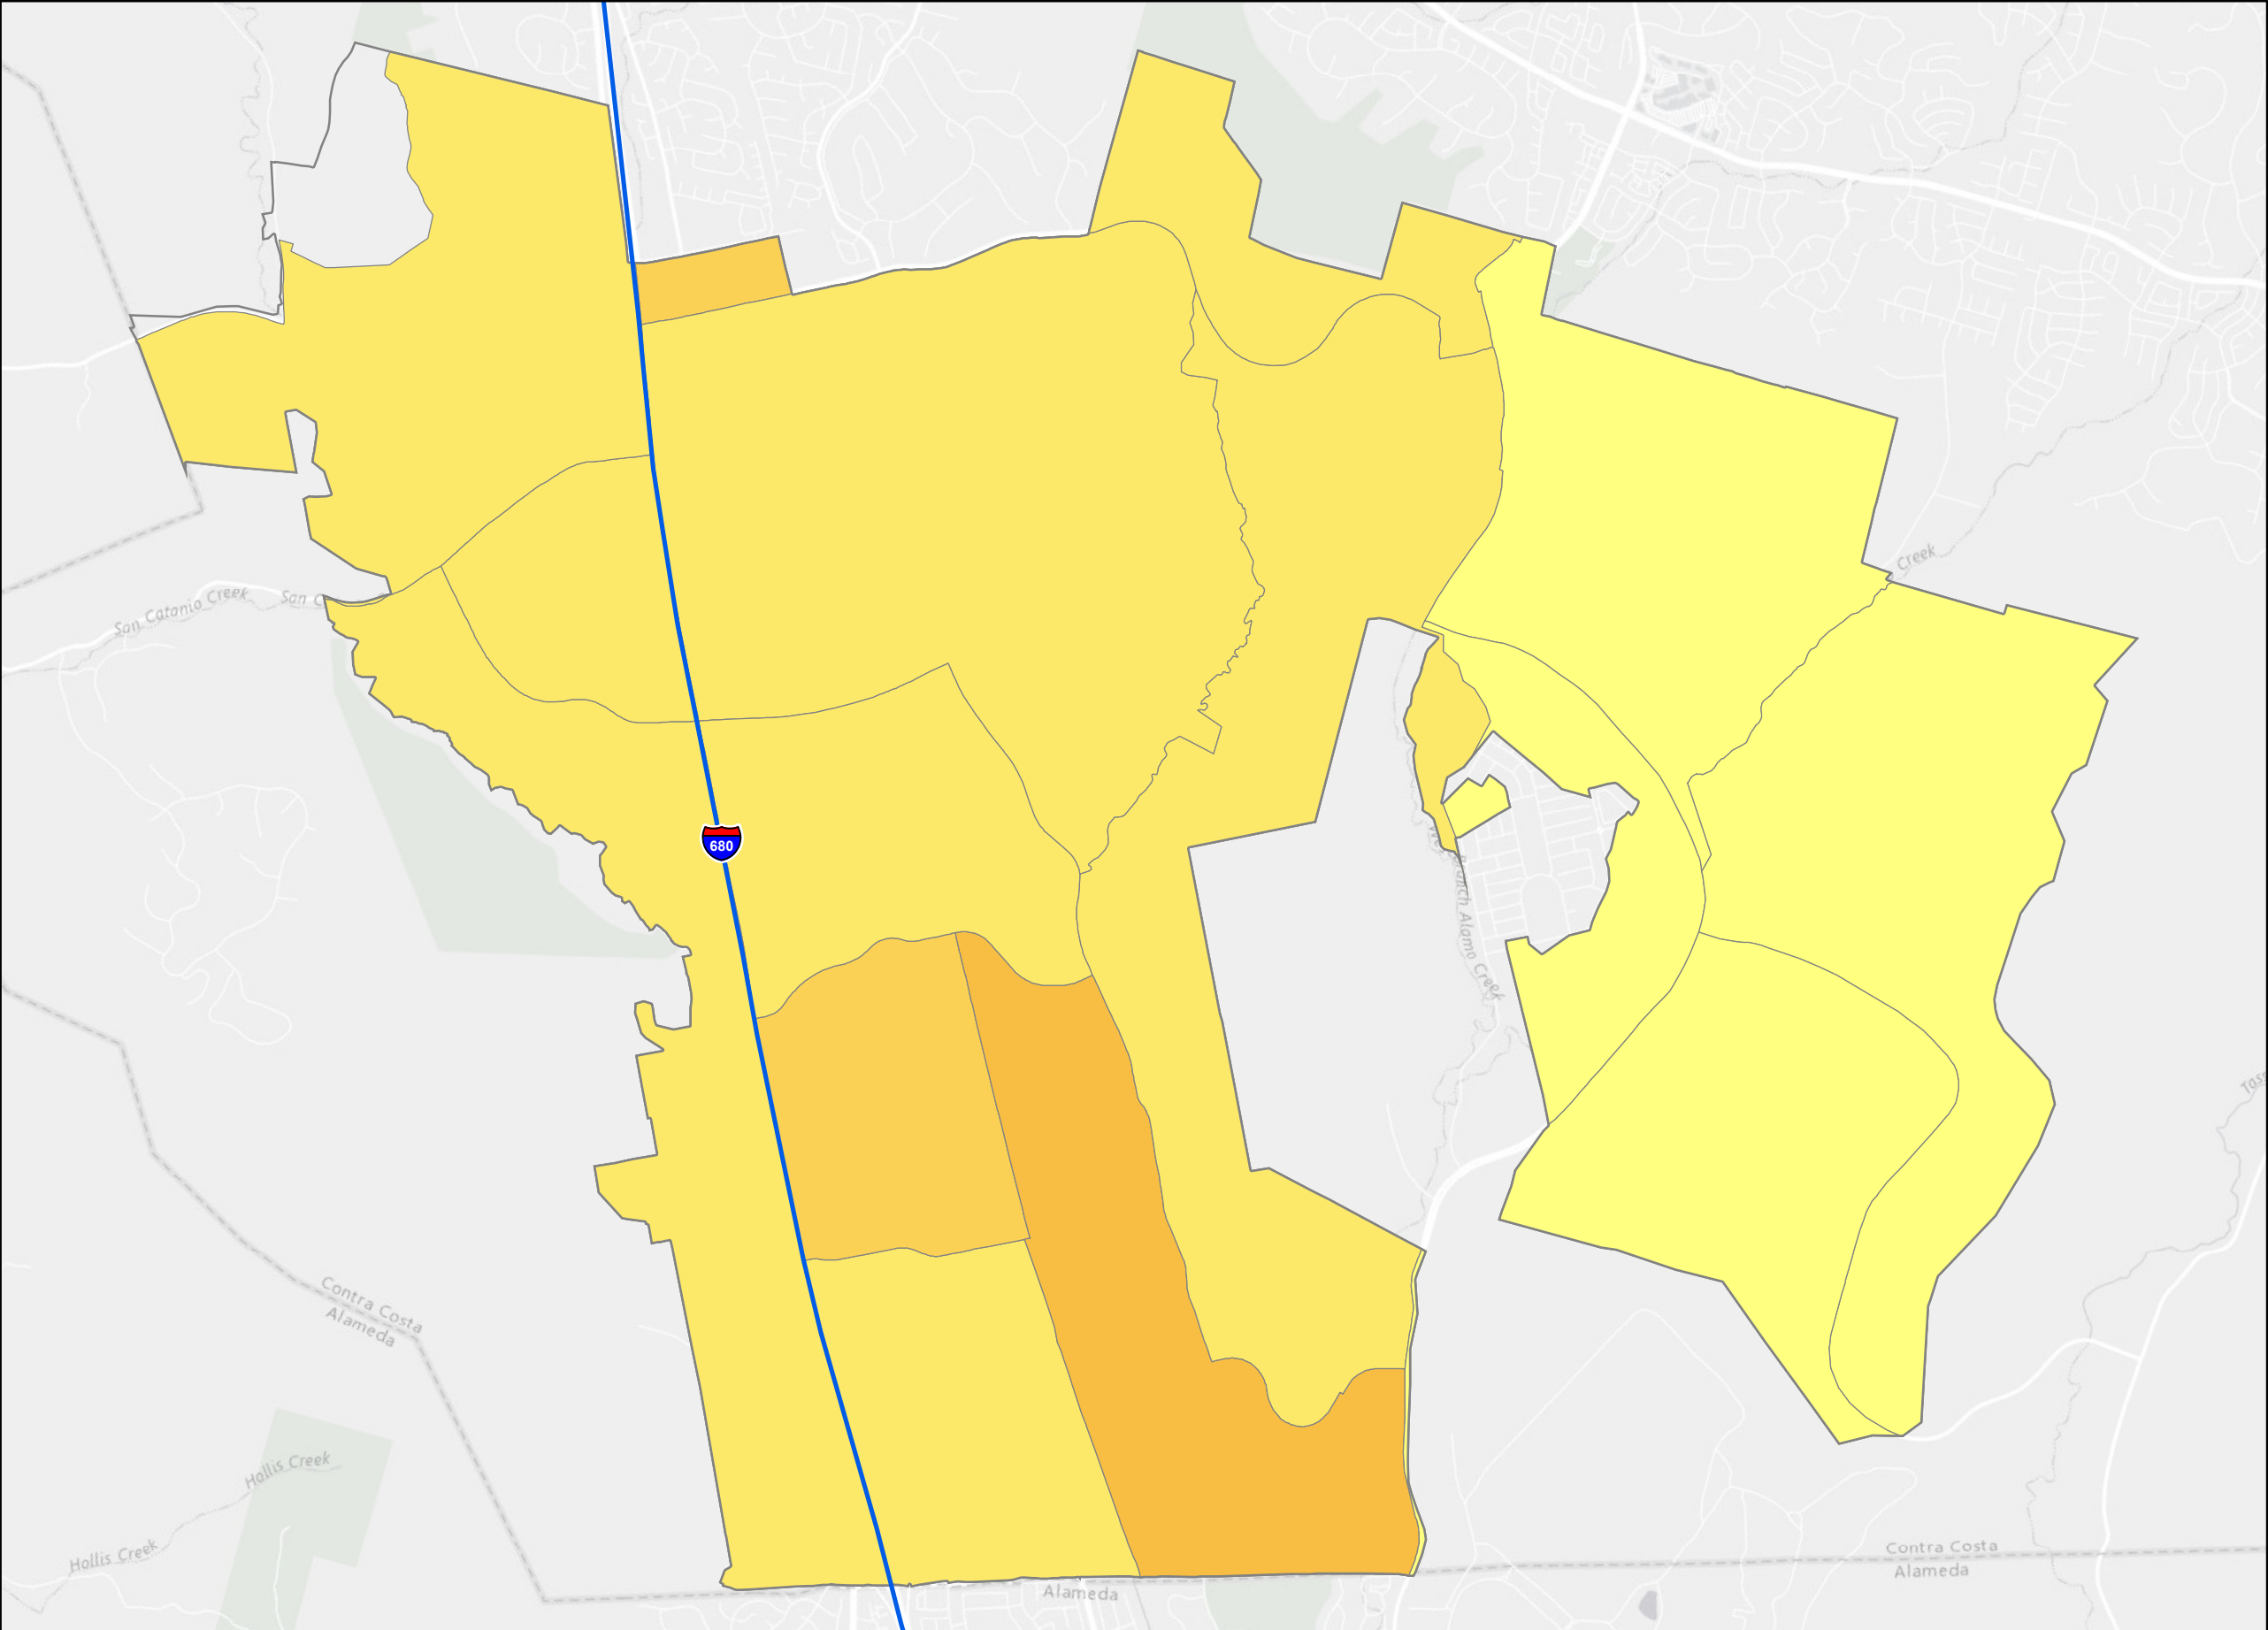 Creek
San Catanio Creek
San C
680
West Branch Alamo Creek
Tass
Contra Costa
Alameda
Hollis Creek
Hollis Creek
Contra Costa
Alameda
Alameda